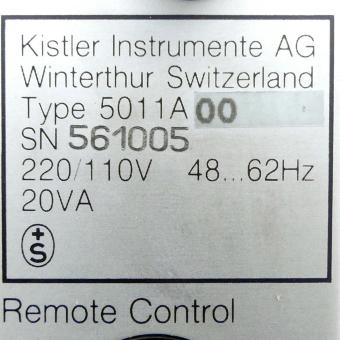 Kistler Instrumente AG
Winterthur Switzerland
Type 5011A 00
SN 561005
220/110V 48...62Hz
20VA
+S
Remote Control